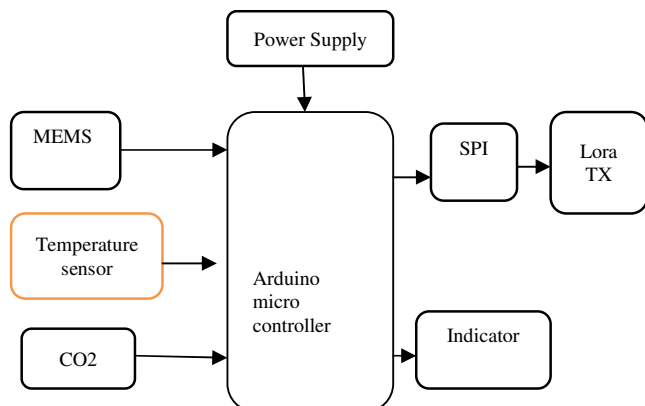 Power Supply
MEMS
SPI
Lora
TX
Temperature
sensor
Arduino
micro
controller
Indicator
CO2